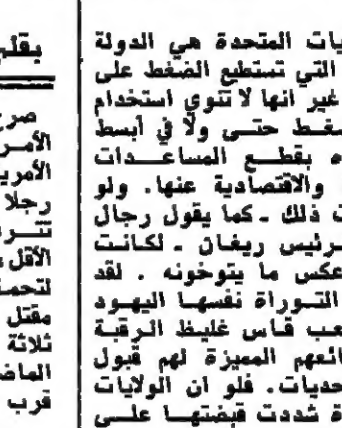 يات المتحدة هي الدولة
التي تستطيع الضغط على
غير انها لا تنوي استخدام
ضغط حتى ولا في أبسط
ه بقطع المساعدات
والاقتصادية عنها. ولو
ت ذلك - كما يقول رجال
رئيس ريغان - لكانت
عكس ما يتوخونه . لقد
التوراة نفسها اليهود
عب قاس غليظ الرقبة
ائعهم المميزة لهم قبول
حديات. فلو ان الولايات
ة شددت قبضتها على
بقلم
صرح
الأمر
الأمري
رجلا
تتر
الأقل
لتحم
مقتل
ثلاثة
الماض
قرب